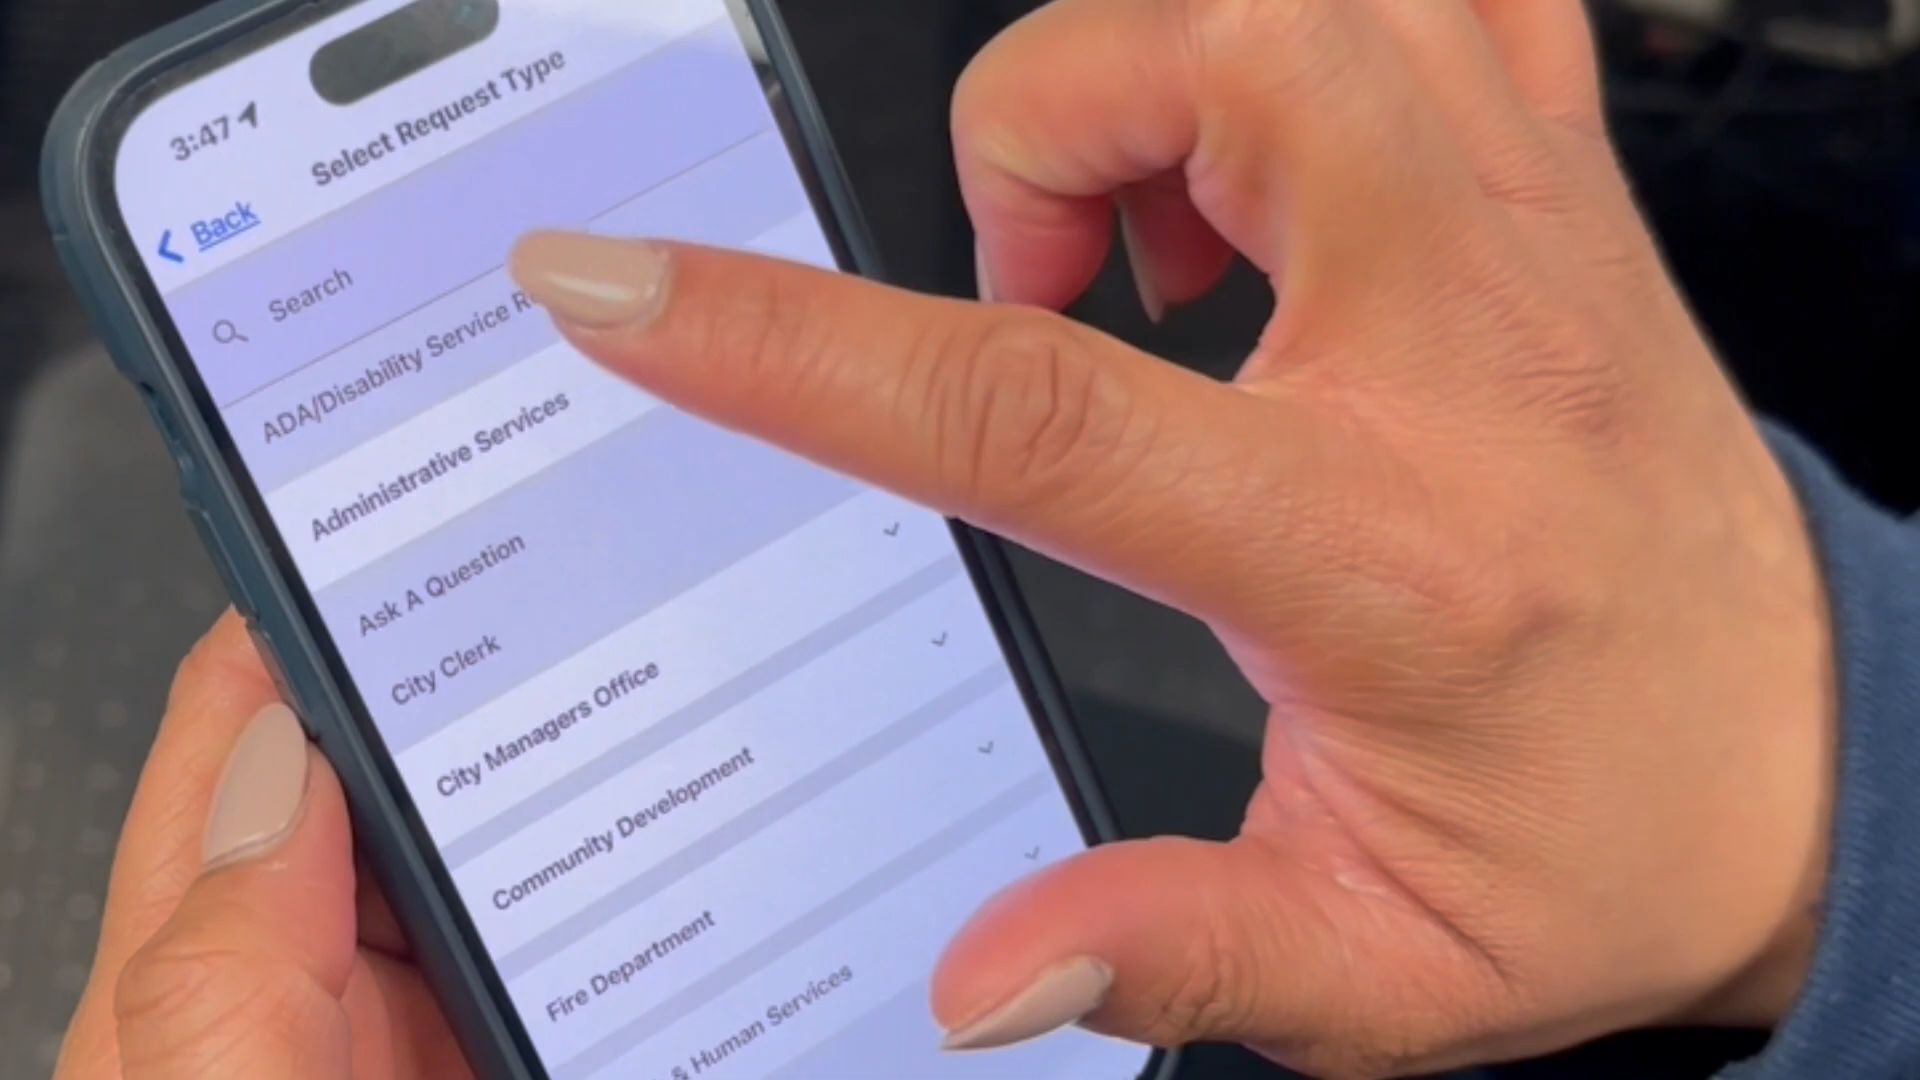 3:47
Select Request Type
Back
Search
ADA/Disability Service
Administrative Services
Ask A Question
City Clerk
City Managers Office
Community Development
Fire Department
& Human Services